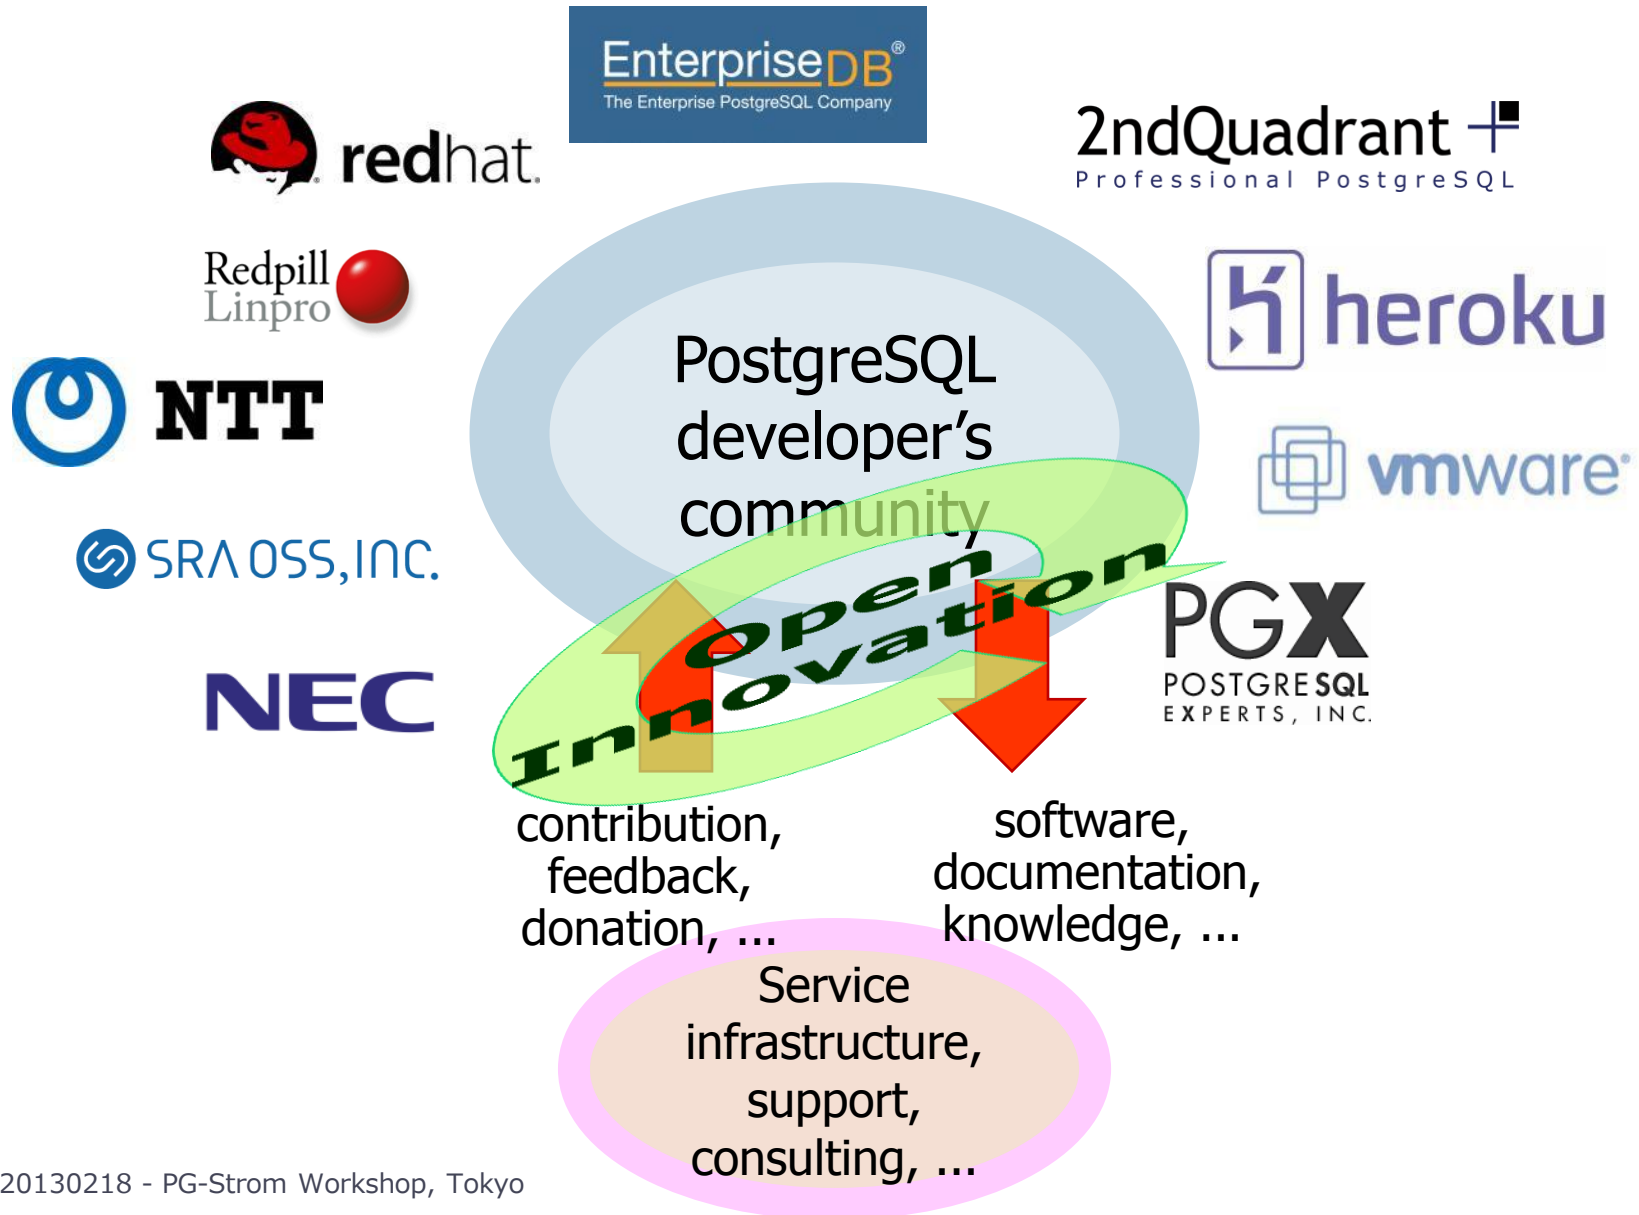 EnterpriseDB®
The Enterprise PostgreSQL Company
redhat.
2ndQuadrant
Professional PostgreSQL
Redpill
Linpro
heroku
NTT
vmware®
SRA OSS, INC.
NEC
PGX
POSTGRE SQL
EXPERTS, INC.
PostgreSQL
developer’s
community
Open
Innovation
contribution,
feedback,
donation, ...
software,
documentation,
knowledge, ...
Service
infrastructure,
support,
consulting, ...
20130218 - PG-Strom Workshop, Tokyo